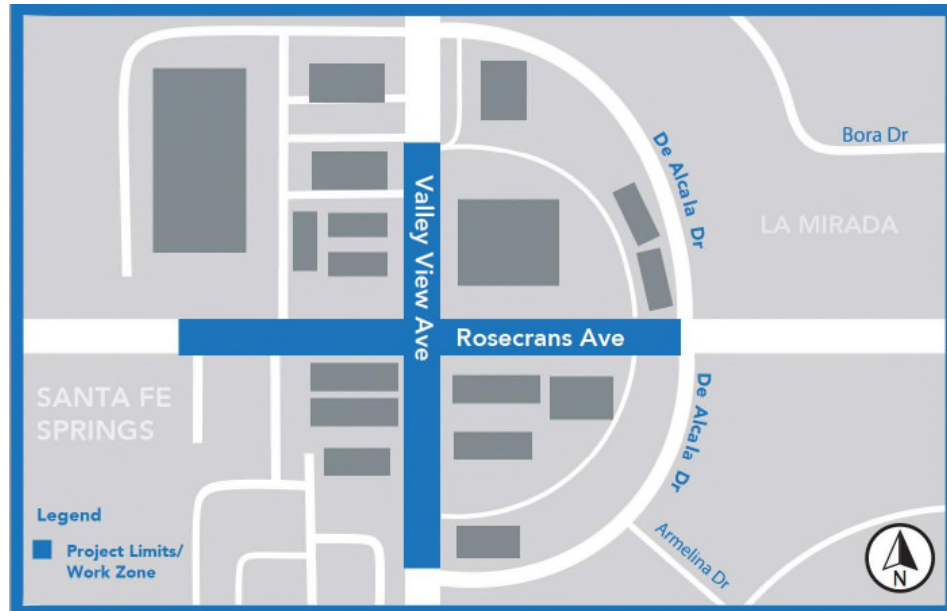 Bora Dr
De Alcala Dr
LA MIRADA
Valley View Ave
Rosecrans Ave
SANTA FE
SPRINGS
De Alcala Dr
Legend
Project Limits/
Work Zone
Armelina Dr
N